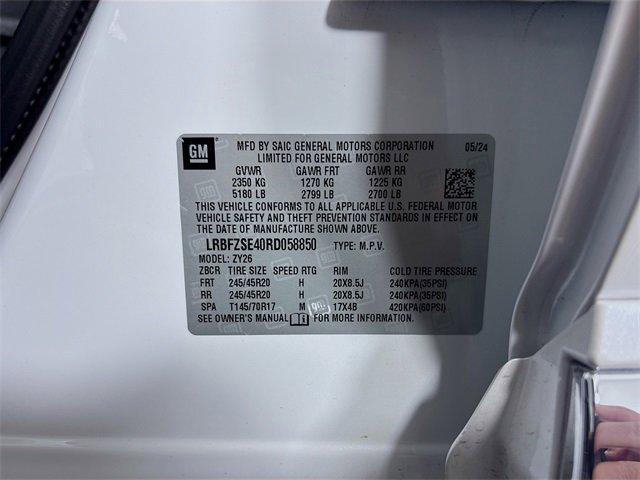 GM
MFD BY SAIC GENERAL MOTORS CORPORATION 05/24
LIMITED FOR GENERAL MOTORS LLC
GVWR GAWR FRT GAWR RR
2350 KG 1270 KG 1225 KG
5180 LB 2799 LB 2700 LB
THIS VEHICLE CONFORMS TO ALL APPLICABLE U.S. FEDERAL MOTOR
VEHICLE SAFETY AND THEFT PREVENTION STANDARDS IN EFFECT ON
THE DATE OF MANUFACTURE SHOWN ABOVE.
LRBFZSE40RD058850 TYPE: M.P.V.
MODEL: ZY26
ZBCR TIRE SIZE SPEED RTG RIM COLD TIRE PRESSURE
FRT 245/45R20 H 20X8.5J 240KPA(35PSI)
RR 245/45R20 H 20X8.5J 240KPA(35PSI)
SPA T145/70R17 M 17X4B 420KPA(60PSI)
SEE OWNER'S MANUAL FOR MORE INFORMATION.